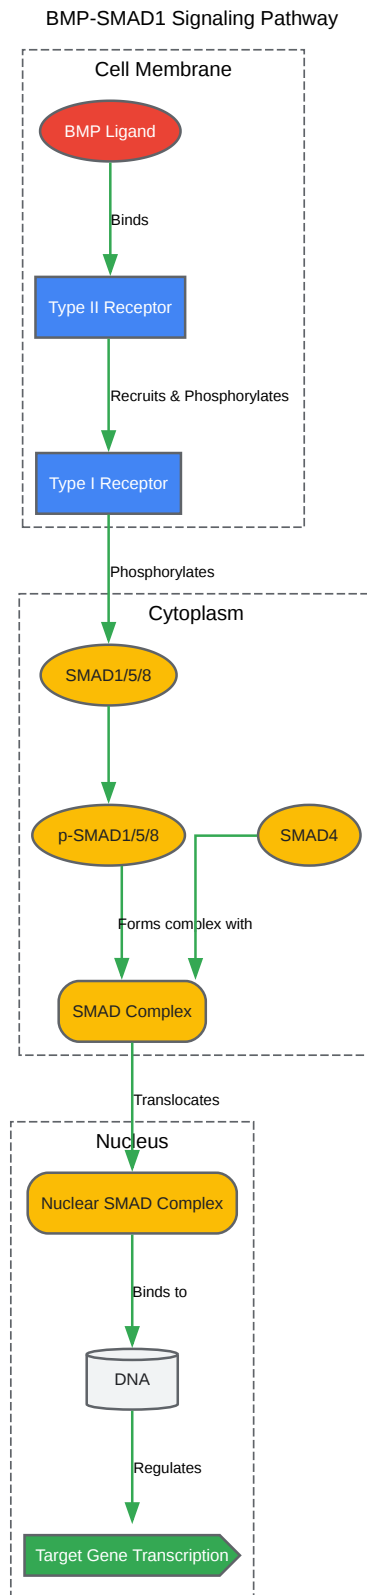 BMP-SMAD1 Signaling Pathway
Cell Membrane
BMP Ligand
Binds
Type II Receptor
Recruits & Phosphorylates
Type I Receptor
Phosphorylates
Cytoplasm
SMAD1/5/8
p-SMAD1/5/8
SMAD4
Forms complex with
SMAD Complex
Translocates
Nucleus
Nuclear SMAD Complex
Binds to
DNA
Regulates
Target Gene Transcription